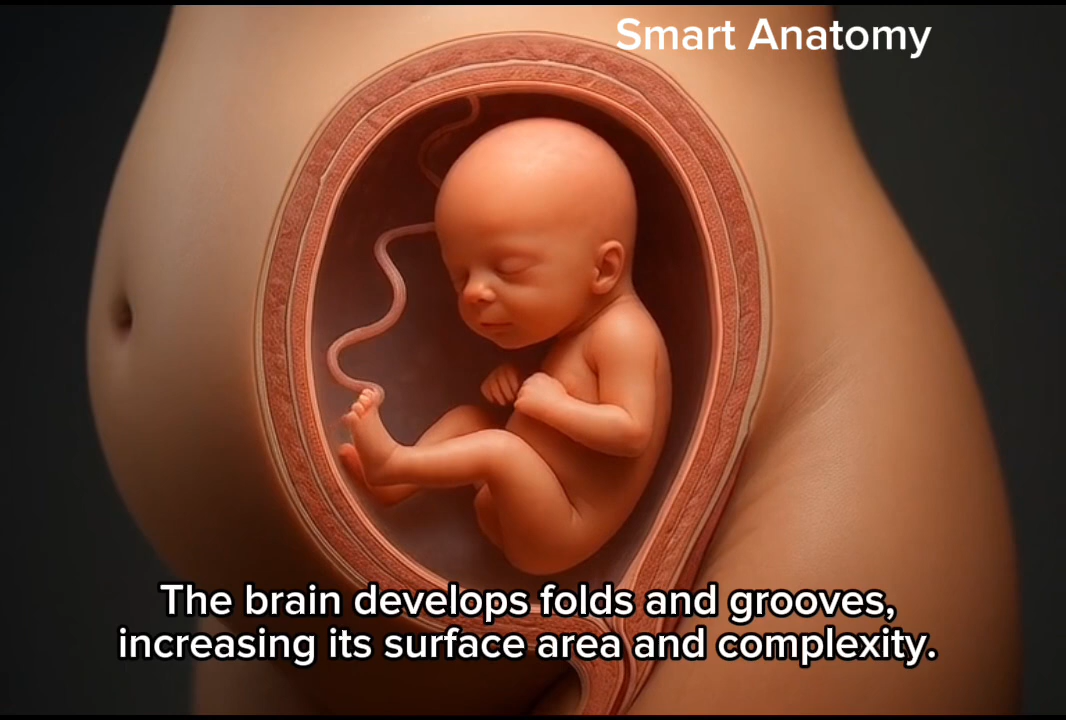 Smart Anatomy
The brain develops folds and grooves,
increasing its surface area and complexity.